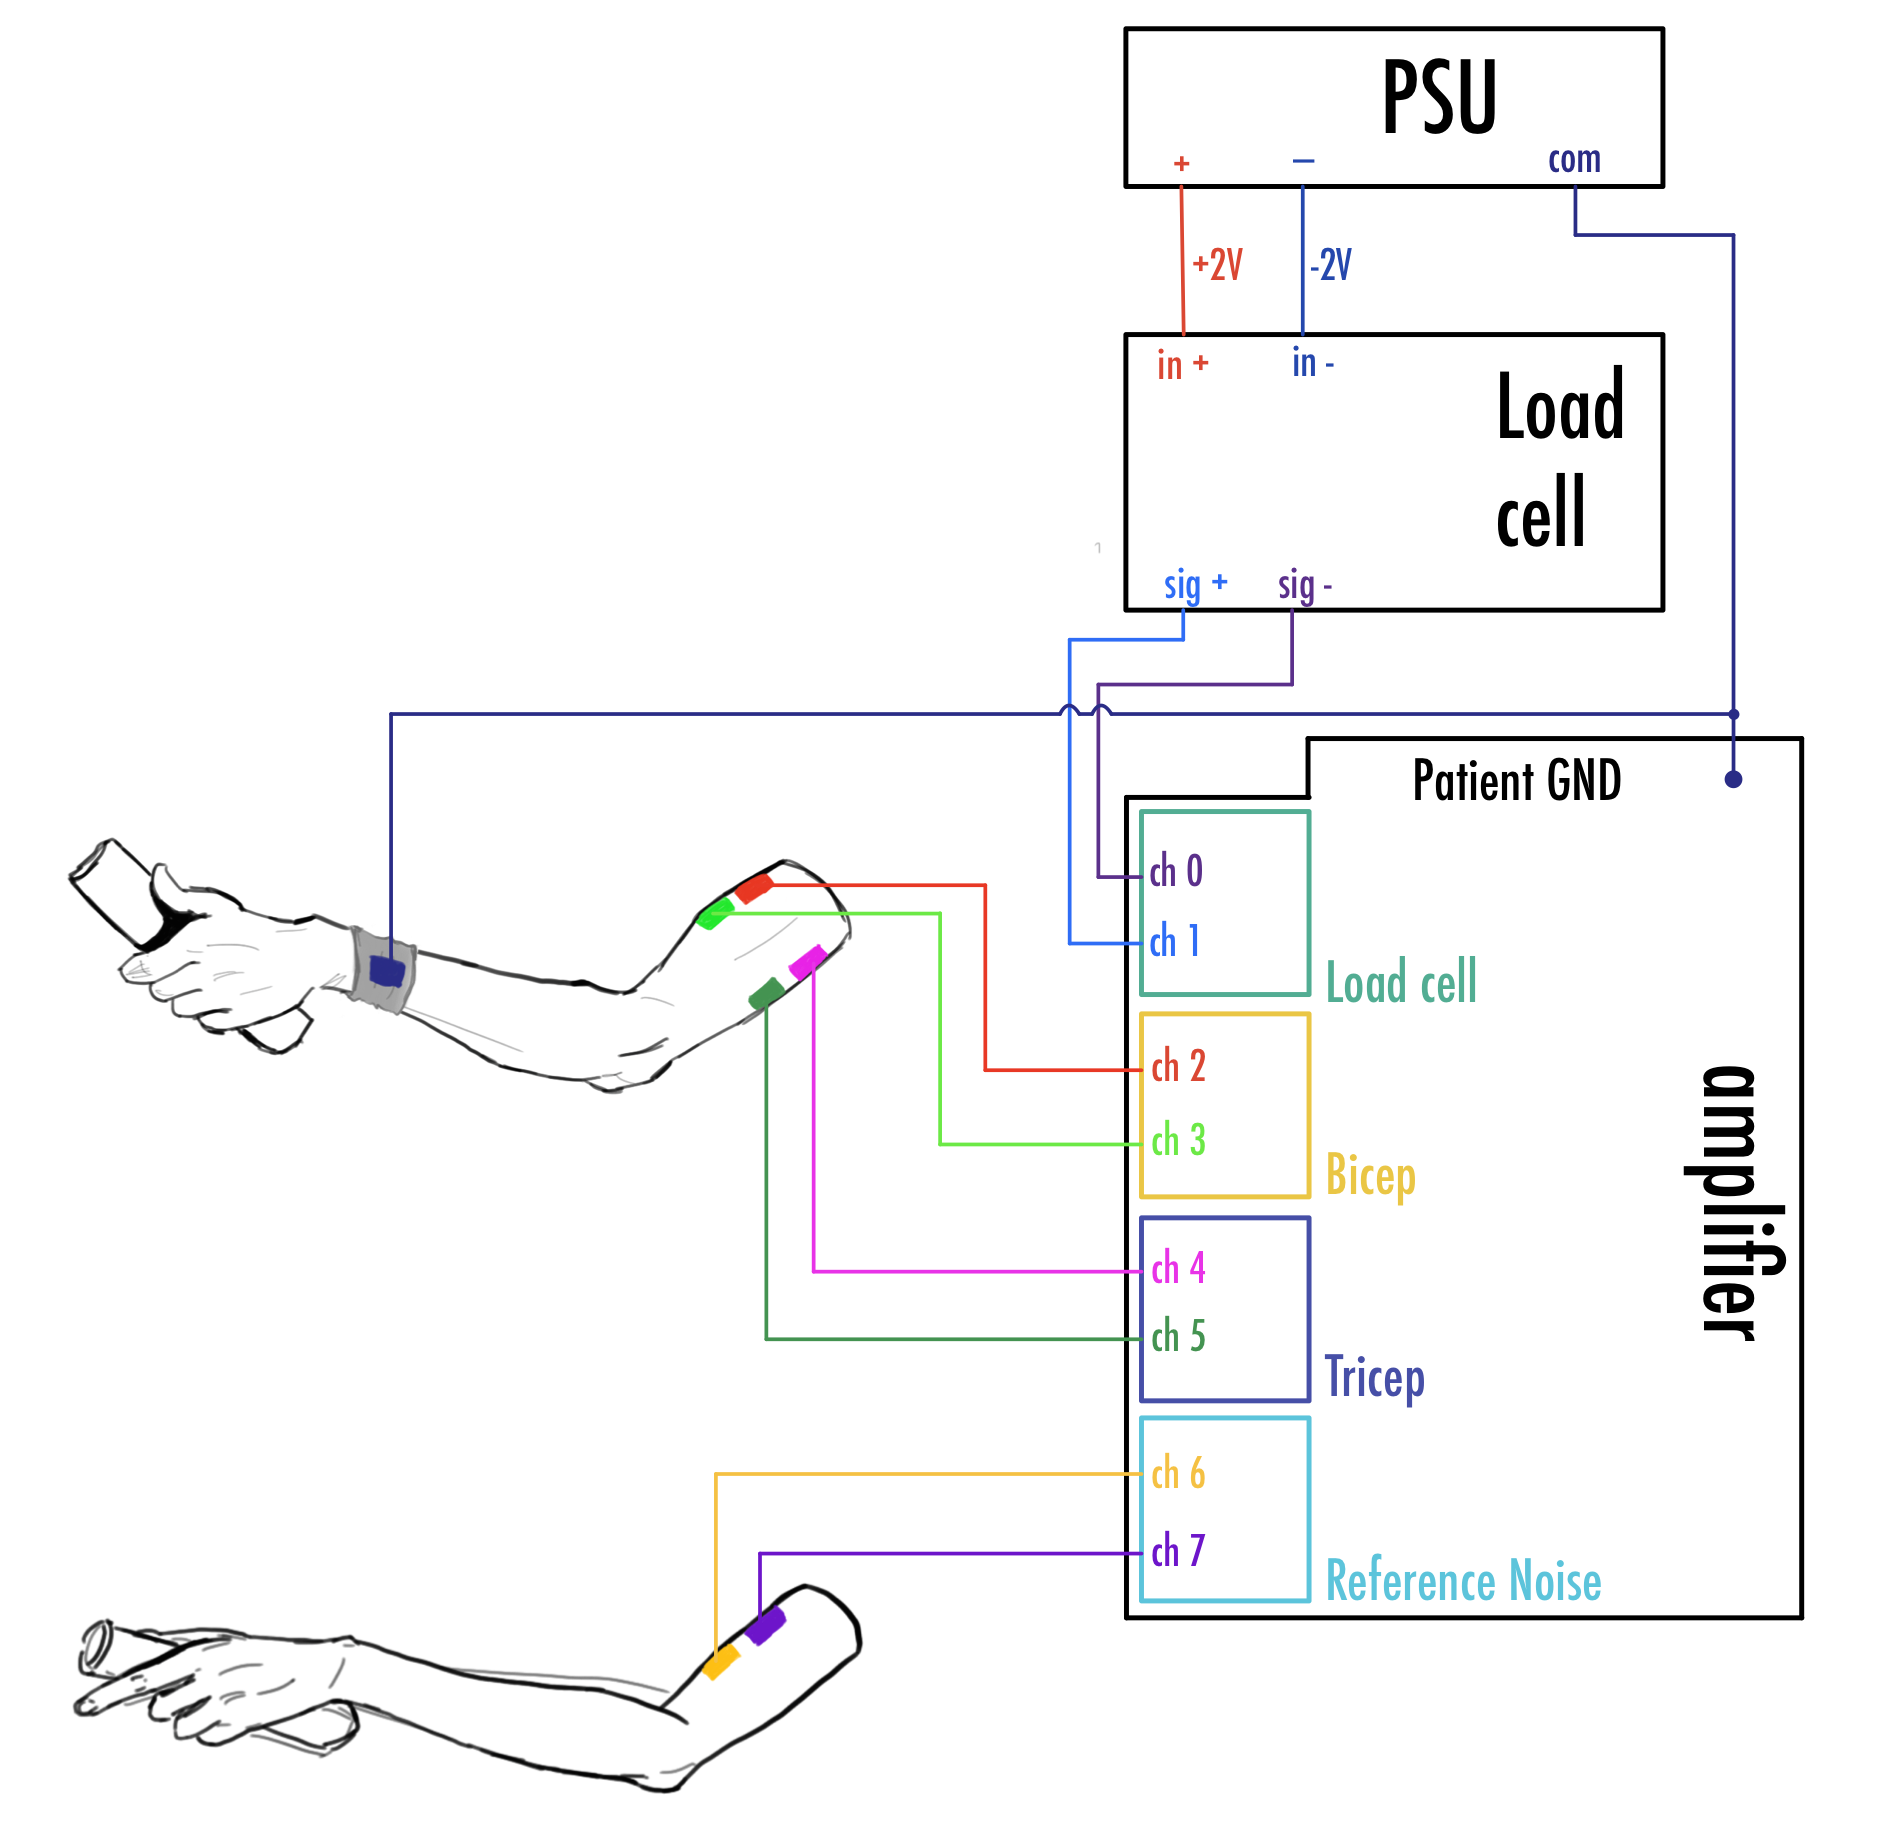 PSU
+
–
com
+2V
-2V
in +
in -
Load
cell
1
sig +
sig -
Patient GND
ch 0
ch 1
Load cell
ch 2
ch 3
Bicep
amplifier
ch 4
ch 5
Tricep
ch 6
ch 7
Reference Noise